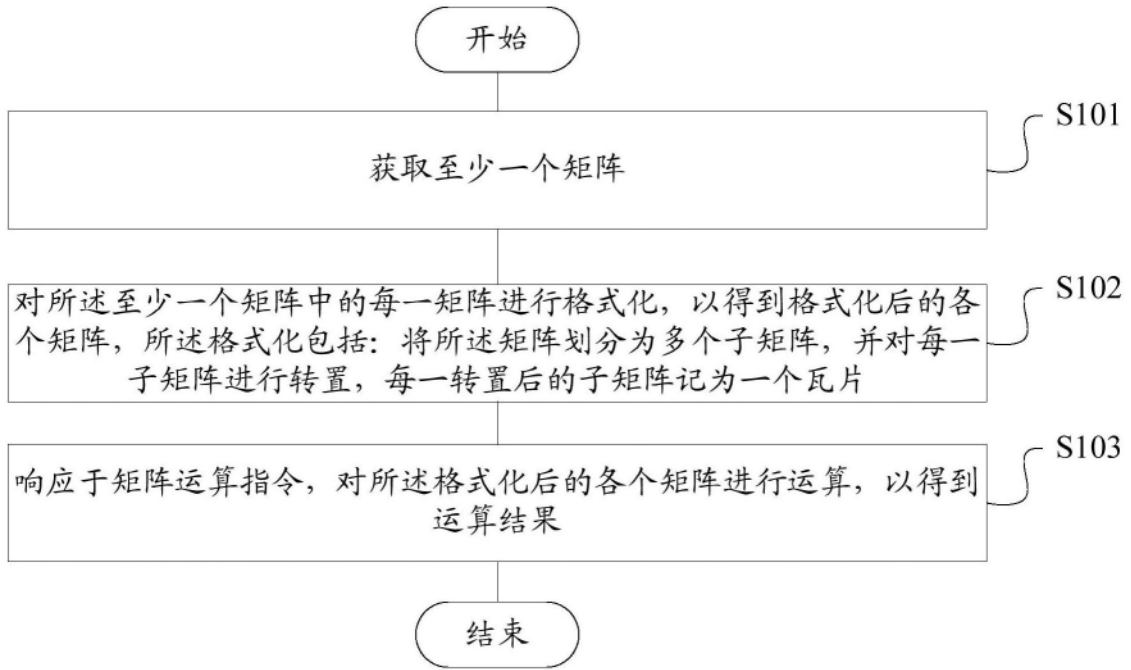 开始
S101
获取至少一个矩阵
S102
对所述至少一个矩阵中的每一矩阵进行格式化，以得到格式化后的各
个矩阵，所述格式化包括：将所述矩阵划分为多个子矩阵，并对每一
子矩阵进行转置，每一转置后的子矩阵记为一个瓦片
S103
响应于矩阵运算指令，对所述格式化后的各个矩阵进行运算，以得到
运算结果
结束